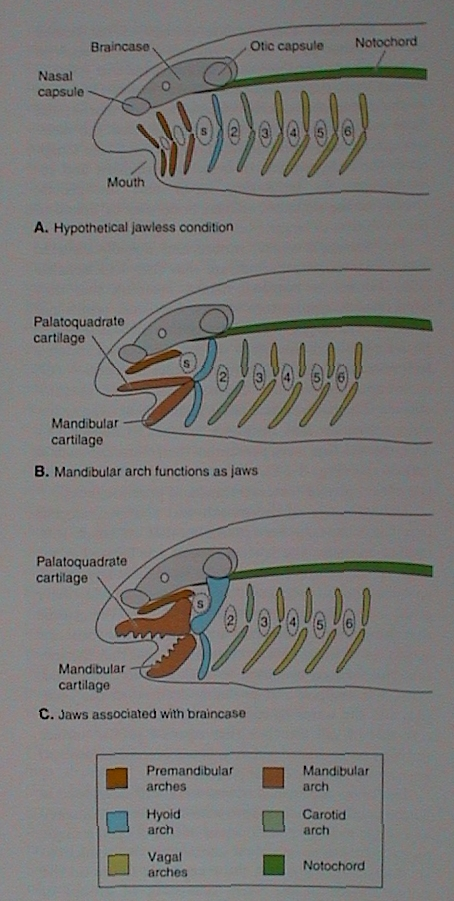 Braincase
Otic capsule
Notochord
Nasal
capsule
S 2 3 4 5 6
Mouth
A. Hypothetical jawless condition
Palatoquadrate
cartilage
S
2 3 4 5 6
Mandibular
cartilage
B. Mandibular arch functions as jaws
Palatoquadrate
cartilage
S
2 3 4 5 6
Mandibular
cartilage
C. Jaws associated with braincase
Premandibular
arches
Mandibular
arch
Hyoid
arch
Carotid
arch
Vagal
arches
Notochord